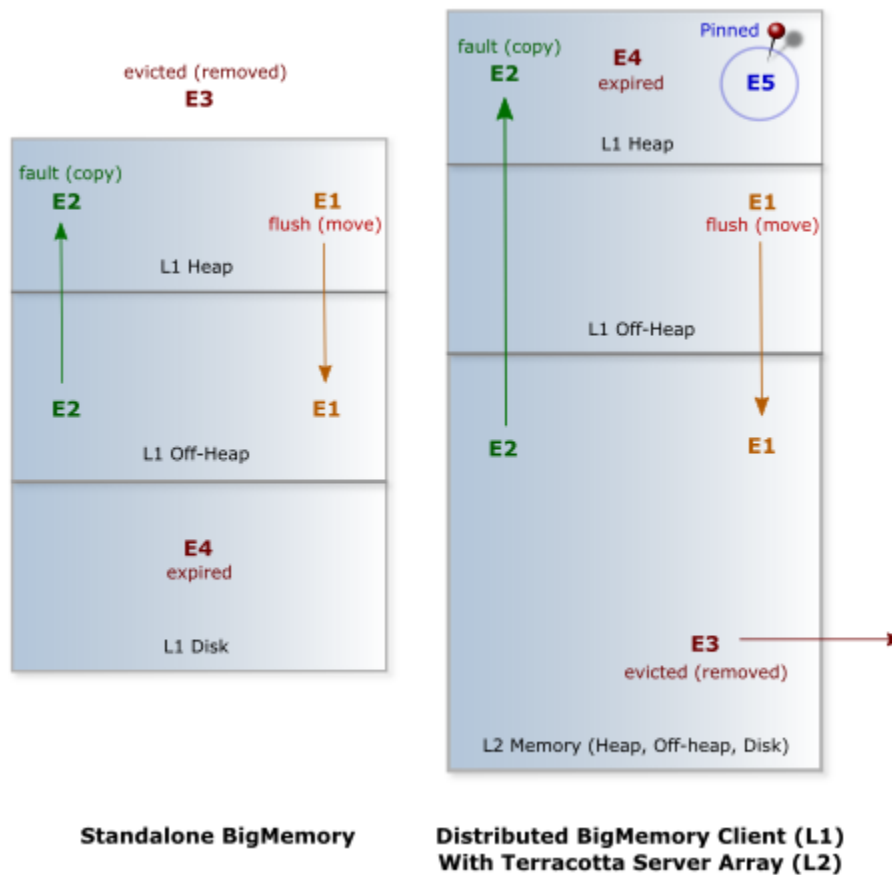 evicted (removed)
E3
fault (copy)
E2
E1
flush (move)
L1 Heap
E2
E1
L1 Off-Heap
E4
expired
L1 Disk
Standalone BigMemory
fault (copy)
E2
E4
expired
Pinned
E5
L1 Heap
E1
flush (move)
L1 Off-Heap
E2
E1
E3
evicted (removed)
L2 Memory (Heap, Off-heap, Disk)
Distributed BigMemory Client (L1)
With Terracotta Server Array (L2)